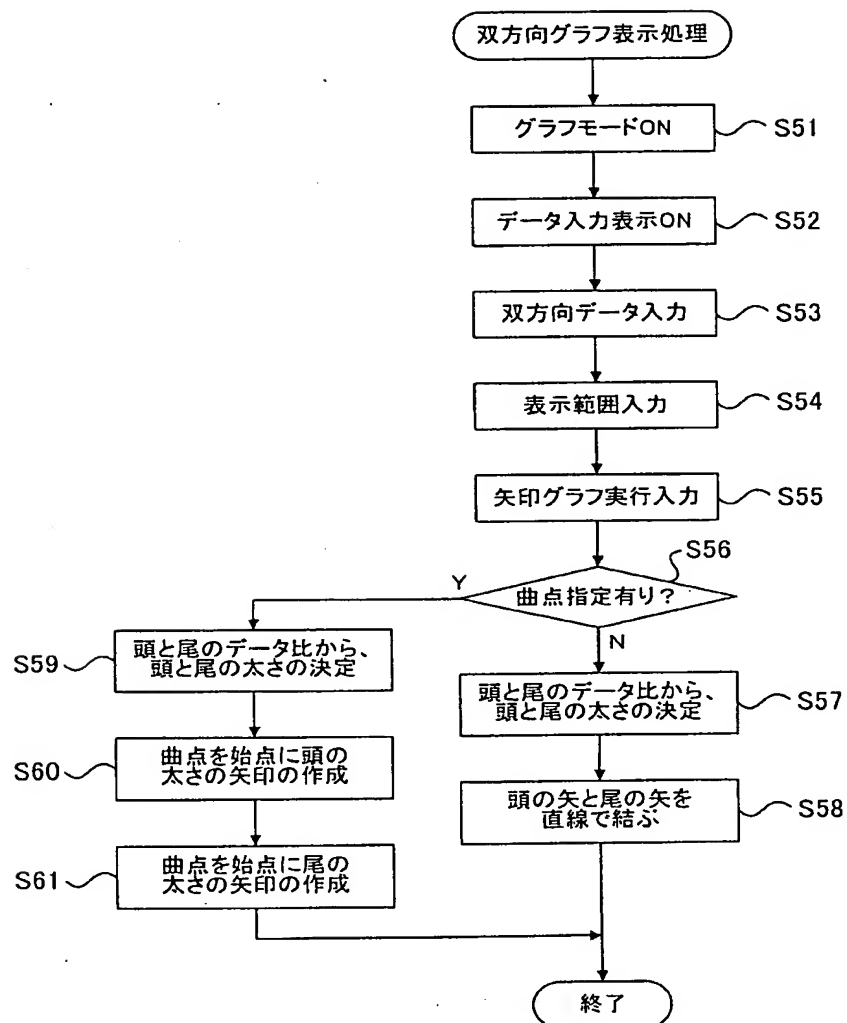 双方向グラフ表示処理
グラフモードON
S51
データ入力表示ON
S52
双方向データ入力
S53
表示範囲入力
S54
矢印グラフ実行入力
S55
S56
曲点指定有り?
Y
N
S59
頭と尾のデータ比から、
頭と尾の太さの決定
S60
曲点を始点に頭の
太さの矢印の作成
S61
曲点を始点に尾の
太さの矢印の作成
頭と尾のデータ比から、
頭と尾の太さの決定
S57
頭の矢と尾の矢を
直線で結ぶ
S58
終了